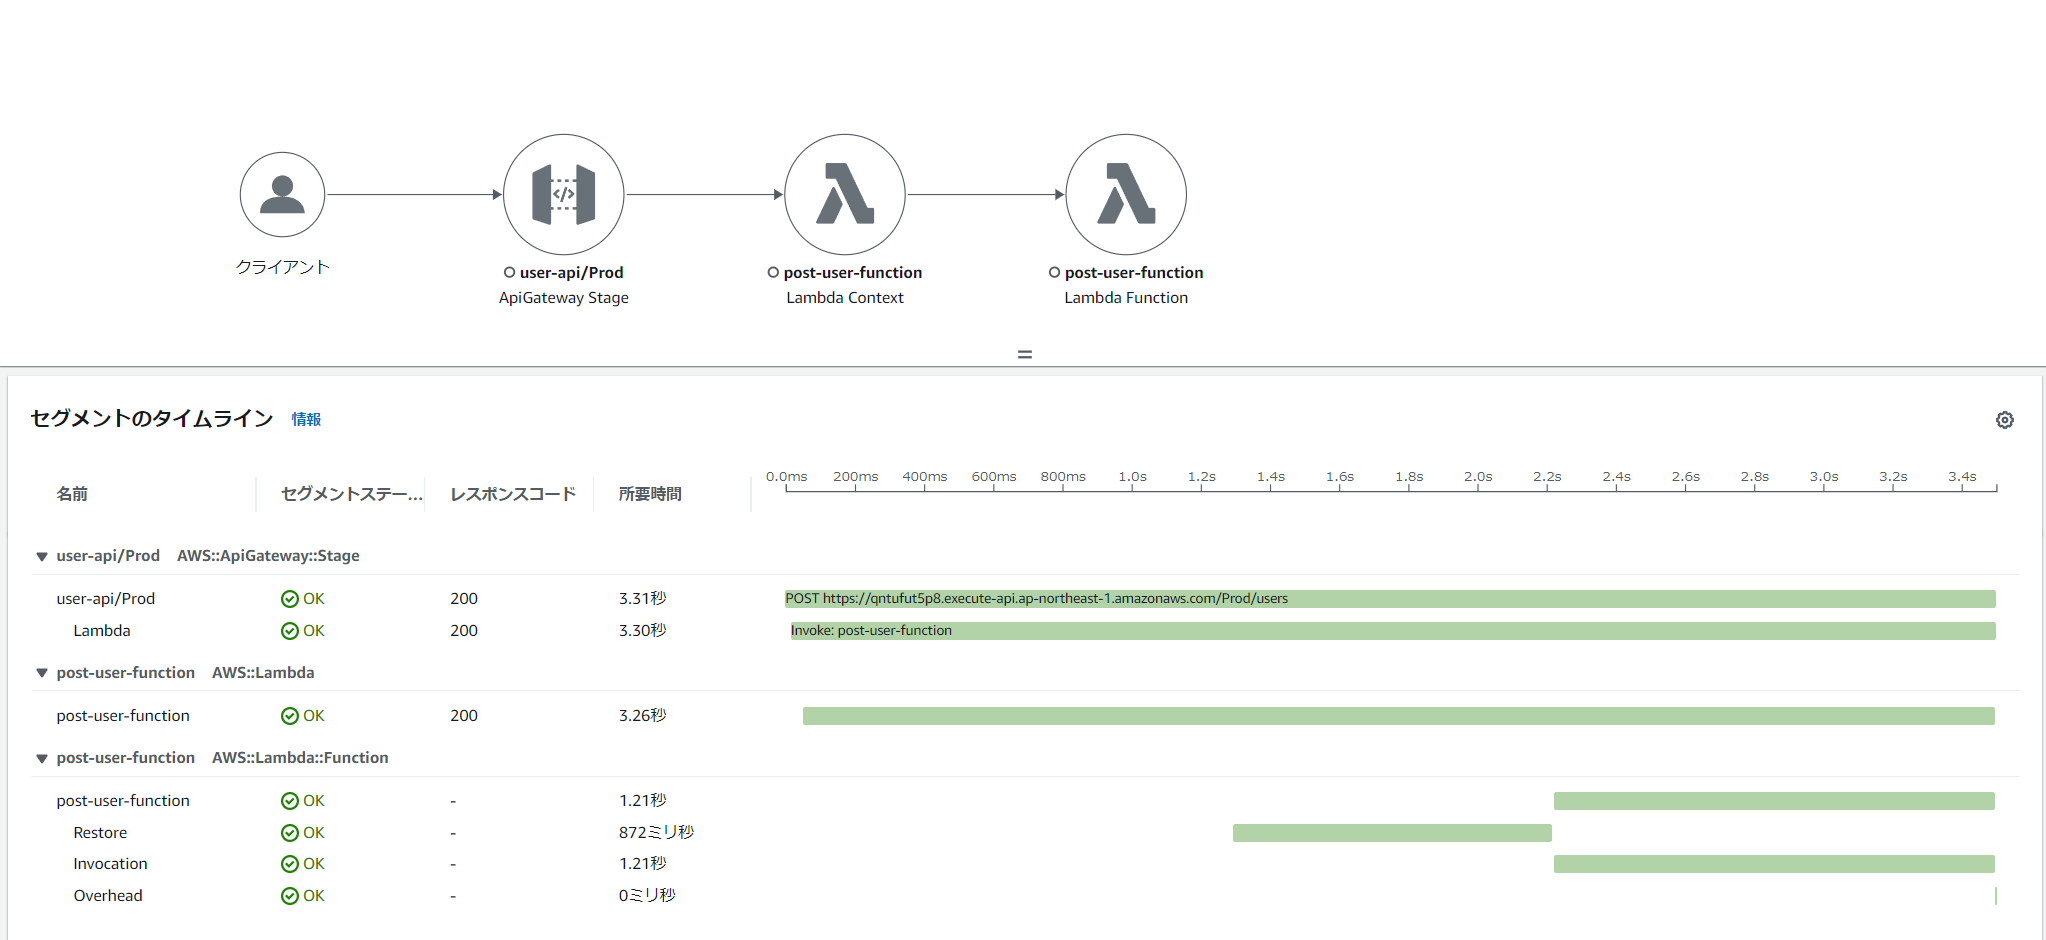 クライアント
user-api/Prod
ApiGateway Stage
post-user-function
Lambda Context
post-user-function
Lambda Function
セグメントのタイムライン 情報
名前 セグメントステー... レスポンスコード 所要時間 0.0ms 200ms 400ms 600ms 800ms 1.0s 1.2s 1.4s 1.6s 1.8s 2.0s 2.2s 2.4s 2.6s 2.8s 3.0s 3.2s 3.4s
user-api/Prod AWS::ApiGateway::Stage
user-api/Prod OK 200 3.31秒 POST https://qntufut5p8.execute-api.ap-northeast-1.amazonaws.com/Prod/users
Lambda OK 200 3.30秒 Invoke: post-user-function
post-user-function AWS::Lambda
post-user-function OK 200 3.26秒
post-user-function AWS::Lambda::Function
post-user-function OK - 1.21秒
Restore OK - 872ミリ秒
Invocation OK - 1.21秒
Overhead OK - 0ミリ秒